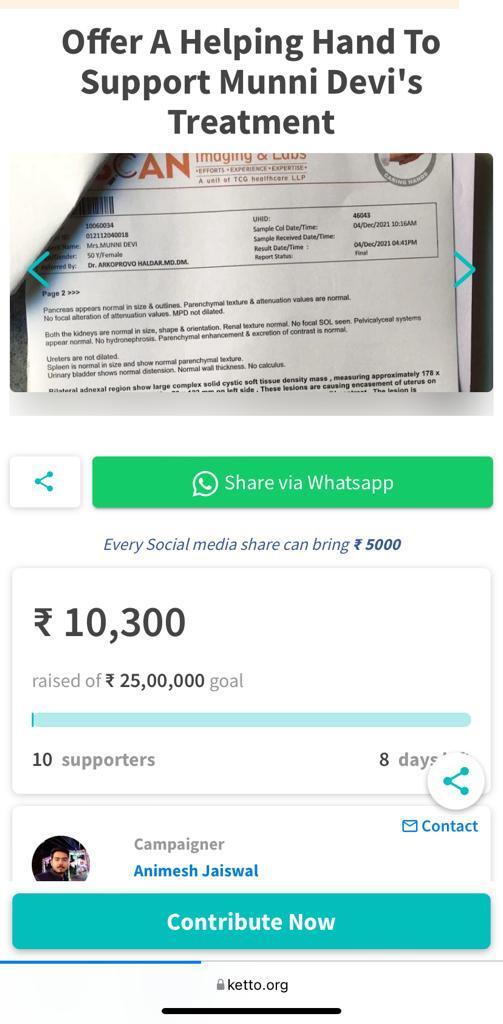 Offer A Helping Hand To
Support Munni Devi's
Treatment
CAN Imaging & Labs
•EFFORTS•EXPERIENCE•EXPERTISE•
A unit of TCG healthcare LLP
CARING HANDS
10060034
012112040018
Name: Mrs.MUNNI DEVI
Gender: 50 Y/Female
Referred By: Dr. ARKOPROVO HALDAR.MD.DM.
UHID: 46043
Sample Col Date/Time: 04/Dec/2021 10:16AM
Sample Received Date/Time:
Result Date/Time : 04/Dec/2021 04:41PM
Report Status: Final
Page 2 >>>
Pancreas appears normal in size & outlines. Parenchymal texture & attenuation values are normal.
No focal alteration of attenuation values. MPD not dilated.
Both the kidneys are normal in size, shape & orientation. Renal texture normal. No focal SOL seen. Pelvicalyceal systems
appear normal. No hydronephrosis. Parenchymal enhancement & excretion of contrast is normal.
Ureters are not dilated.
Spleen is normal in size and show normal parenchymal texture.
Urinary bladder shows normal distension. Normal wall thickness. No calculus.
Bilateral adnexal region show large complex solid cystic soft tissue density mass , measuring approximately 178 x
mm on left side . These lesions are causing encasement of uterus on
The lesion is
Share via Whatsapp
Every Social media share can bring ₹ 5000
₹ 10,300
raised of ₹ 25,00,000 goal
10 supporters
8 days
Contact
Campaigner
Animesh Jaiswal
Contribute Now
ketto.org